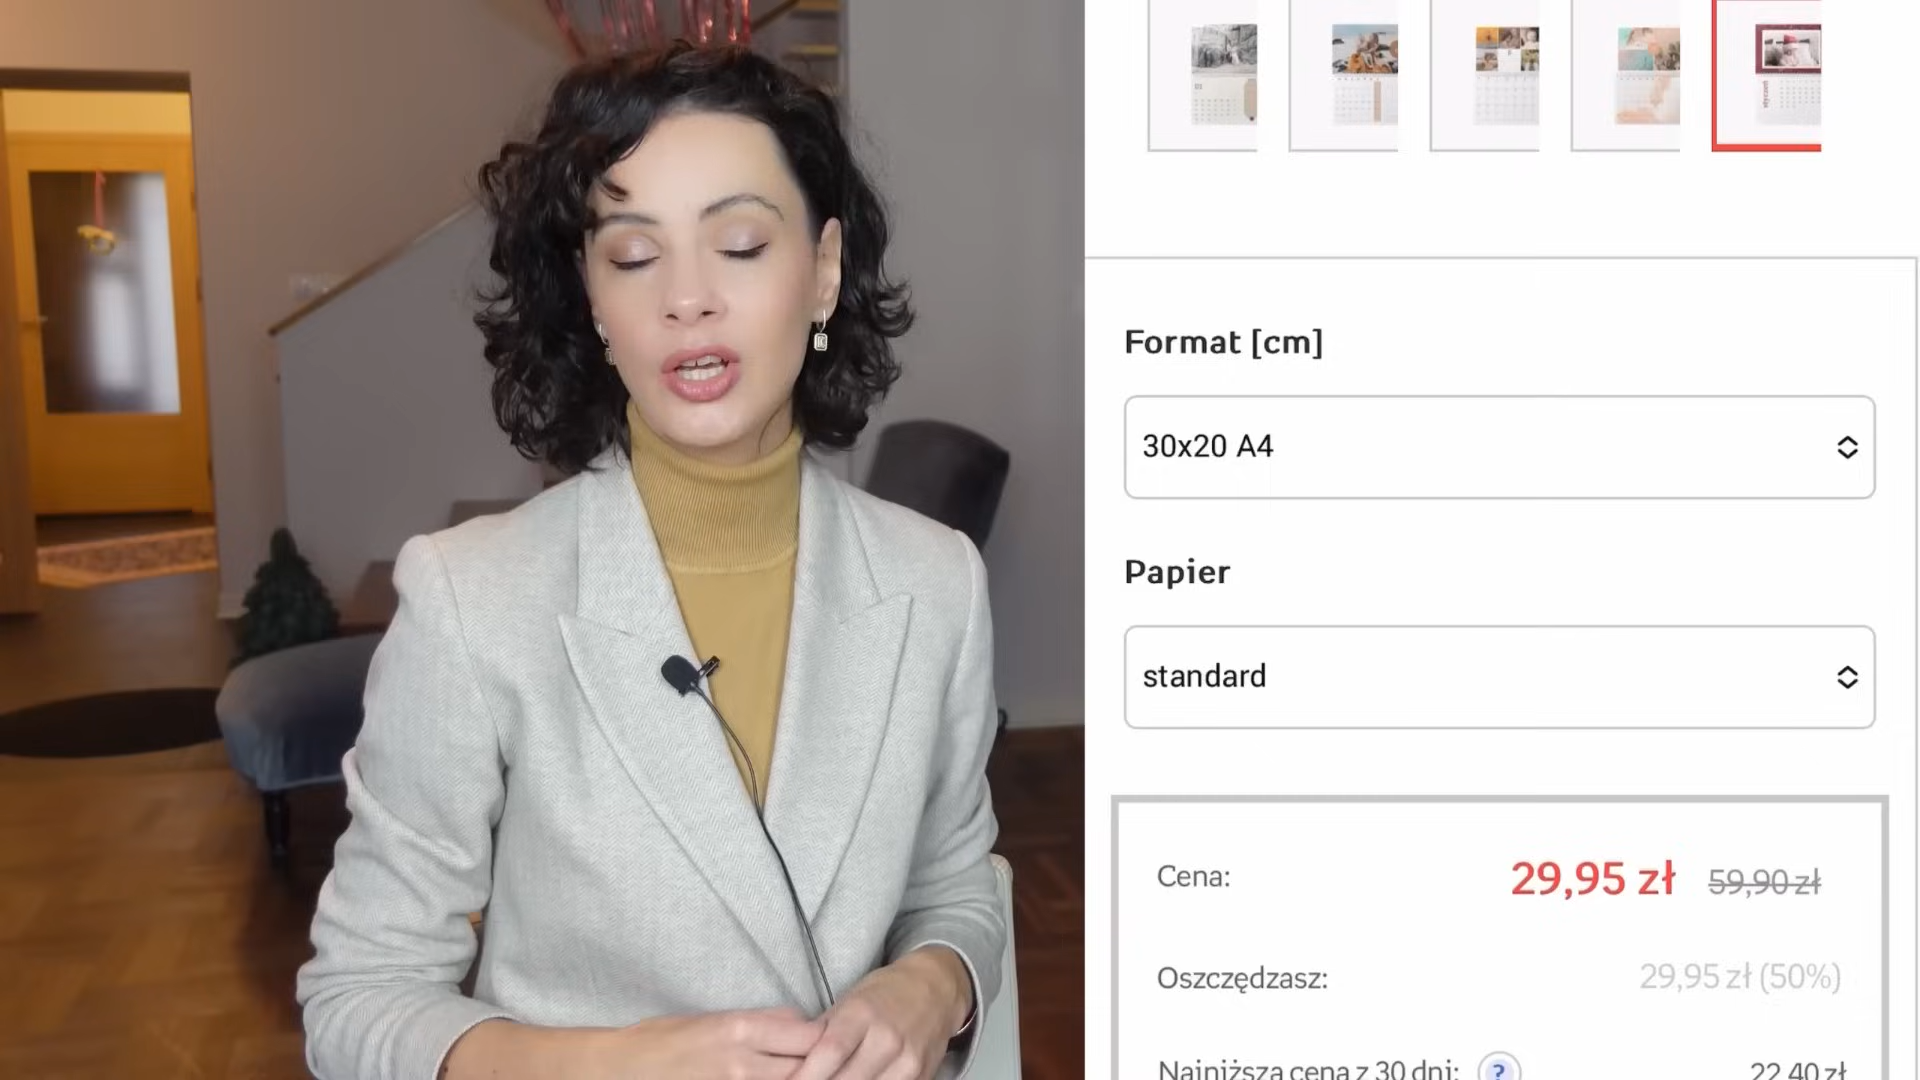 Format [cm]
30x20 A4
Papier
standard
Cena: 29,95 zł 59,90 zł
Oszczędzasz: 29,95 zł (50%)
Najniższa cena z 30 dni: ? 22,40 zł